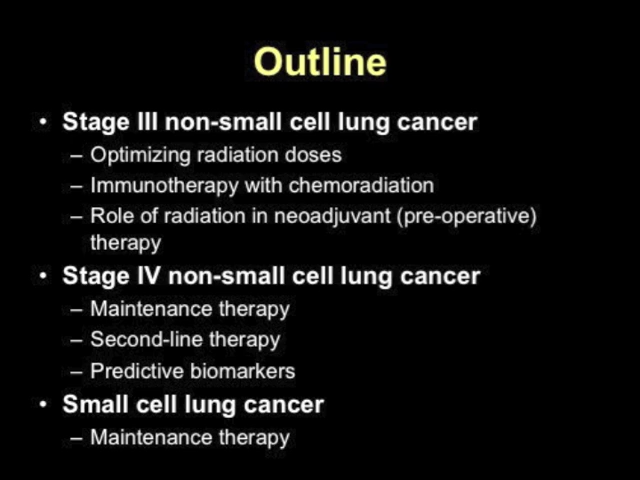 Outline
• Stage III non-small cell lung cancer
– Optimizing radiation doses
– Immunotherapy with chemoradiation
– Role of radiation in neoadjuvant (pre-operative)
therapy
• Stage IV non-small cell lung cancer
– Maintenance therapy
– Second-line therapy
– Predictive biomarkers
• Small cell lung cancer
– Maintenance therapy